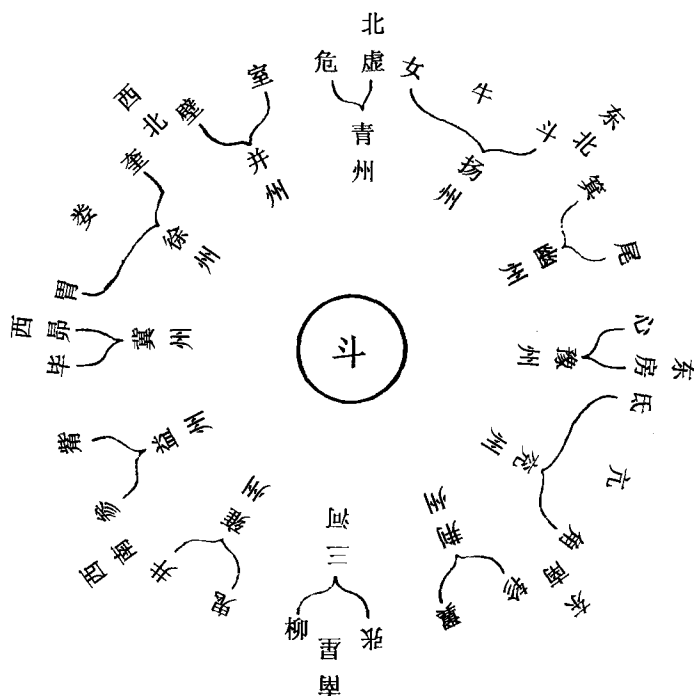 北
危 虚 女 牛 斗
青州
扬州
东北
箕 尾
幽州
心 房
豫州
东
氐 亢 角
兖州
东南
轸 翼
荆州
张 星 柳
三河
南
鬼 井
雍州
西南
参 觜
益州
毕 昴
冀州
西
胃 娄 奎
徐州
壁 室
并州
西北
斗